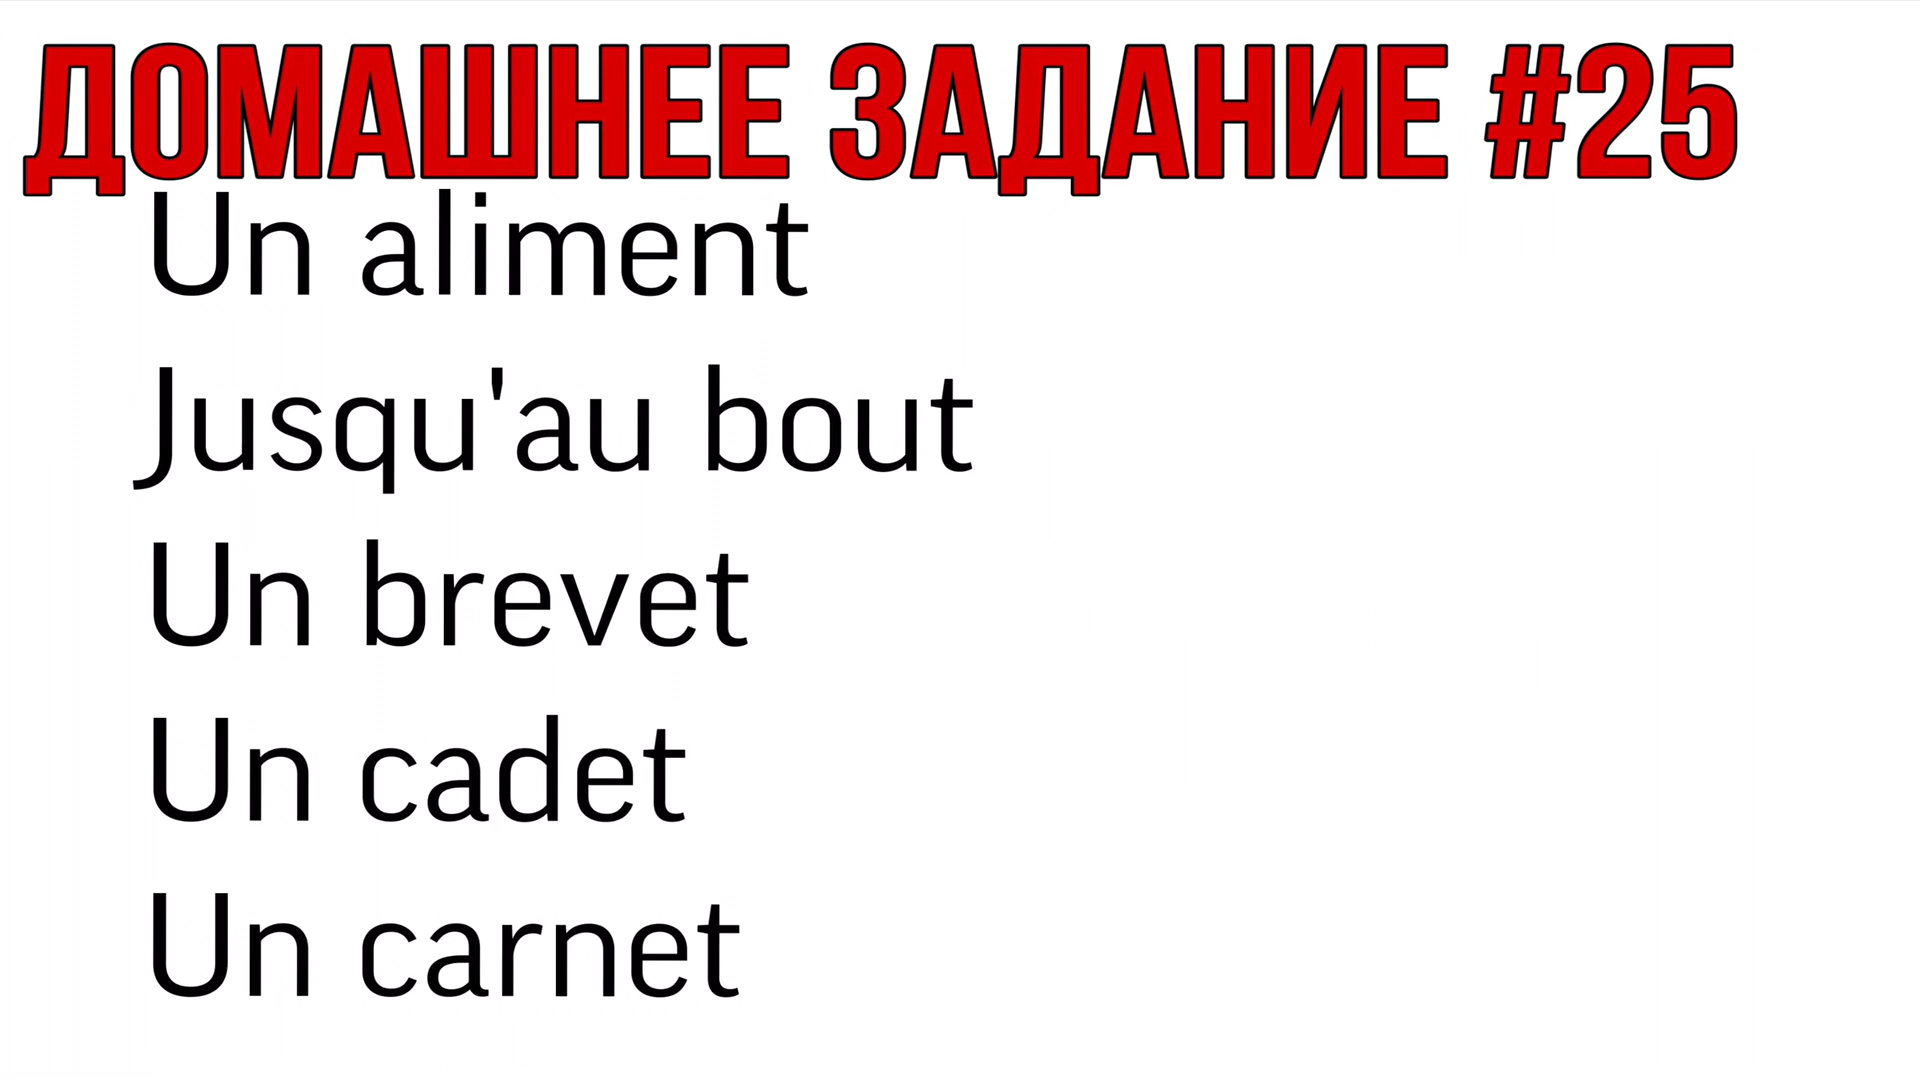 ДОМАШНЕЕ ЗАДАНИЕ #25
Un aliment
Jusqu'au bout
Un brevet
Un cadet
Un carnet